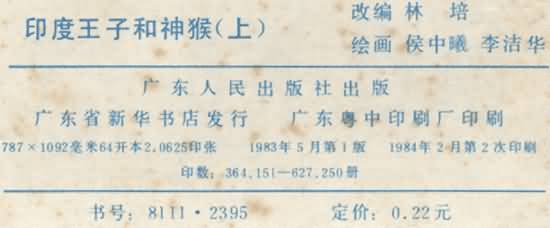 印度王子和神猴(上)
改编 林 培
绘画 侯中曦 李洁华
广东人民出版社出版
广东省新华书店发行 广东粤中印刷厂印刷
787×1092毫米64开本2.0625印张 1983年5月第1版 1984年2月第2次印刷
印数：364,151—627,250册
书号：8111·2395 定价：0.22元